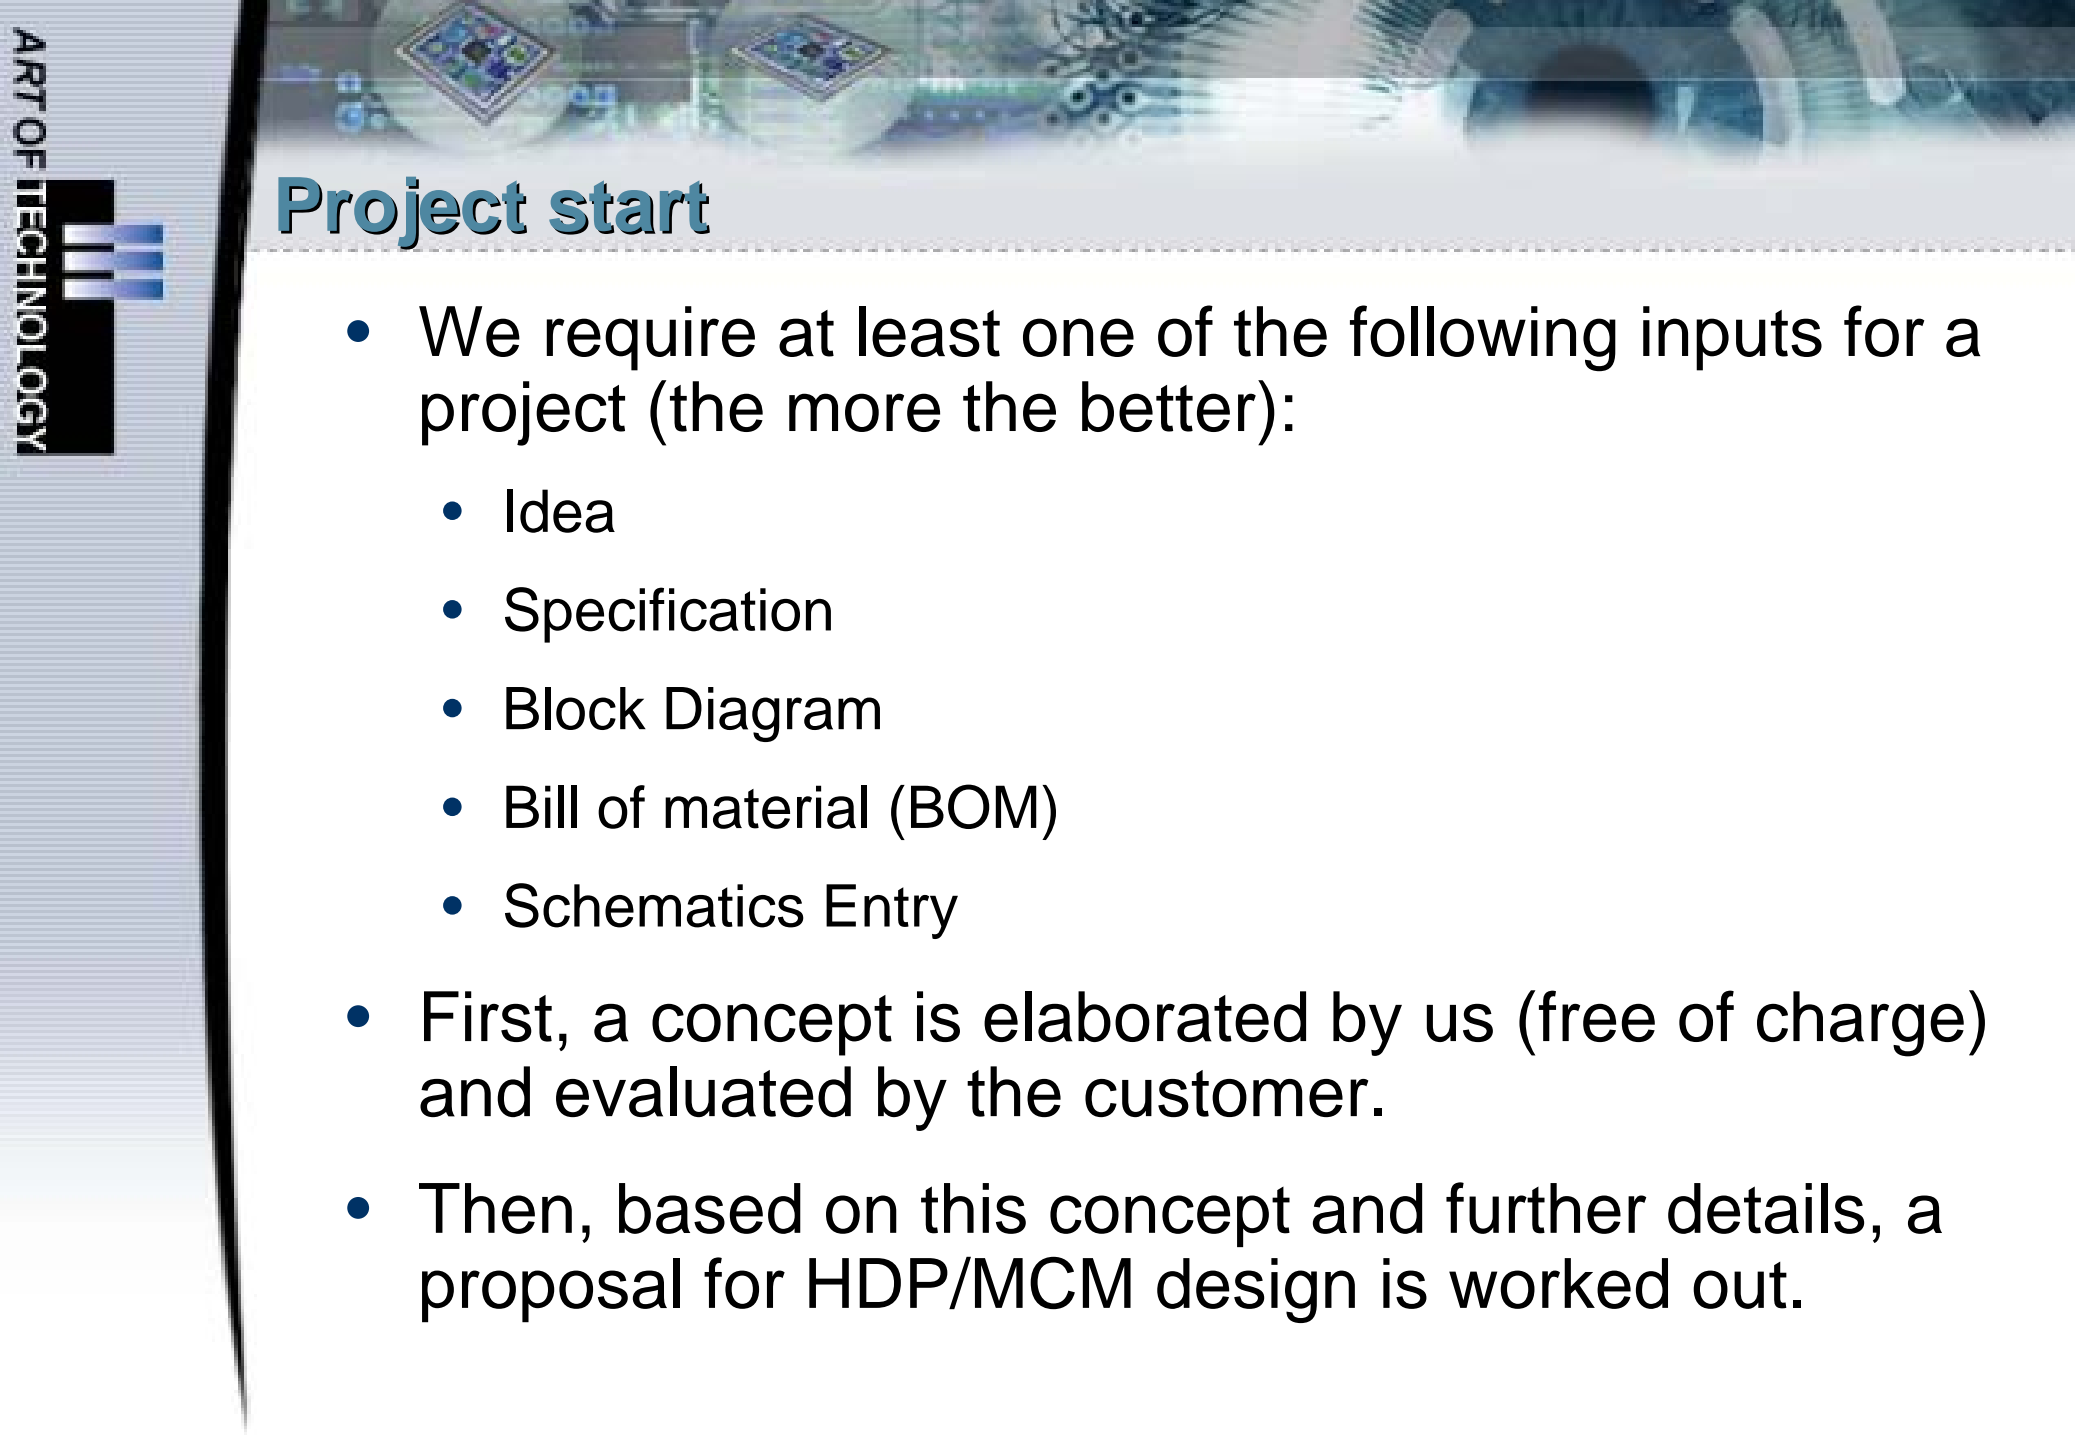 ART OF TECHNOLOGY
Project start
• We require at least one of the following inputs for a
project (the more the better):
• Idea
• Specification
• Block Diagram
• Bill of material (BOM)
• Schematics Entry
• First, a concept is elaborated by us (free of charge)
and evaluated by the customer.
• Then, based on this concept and further details, a
proposal for HDP/MCM design is worked out.